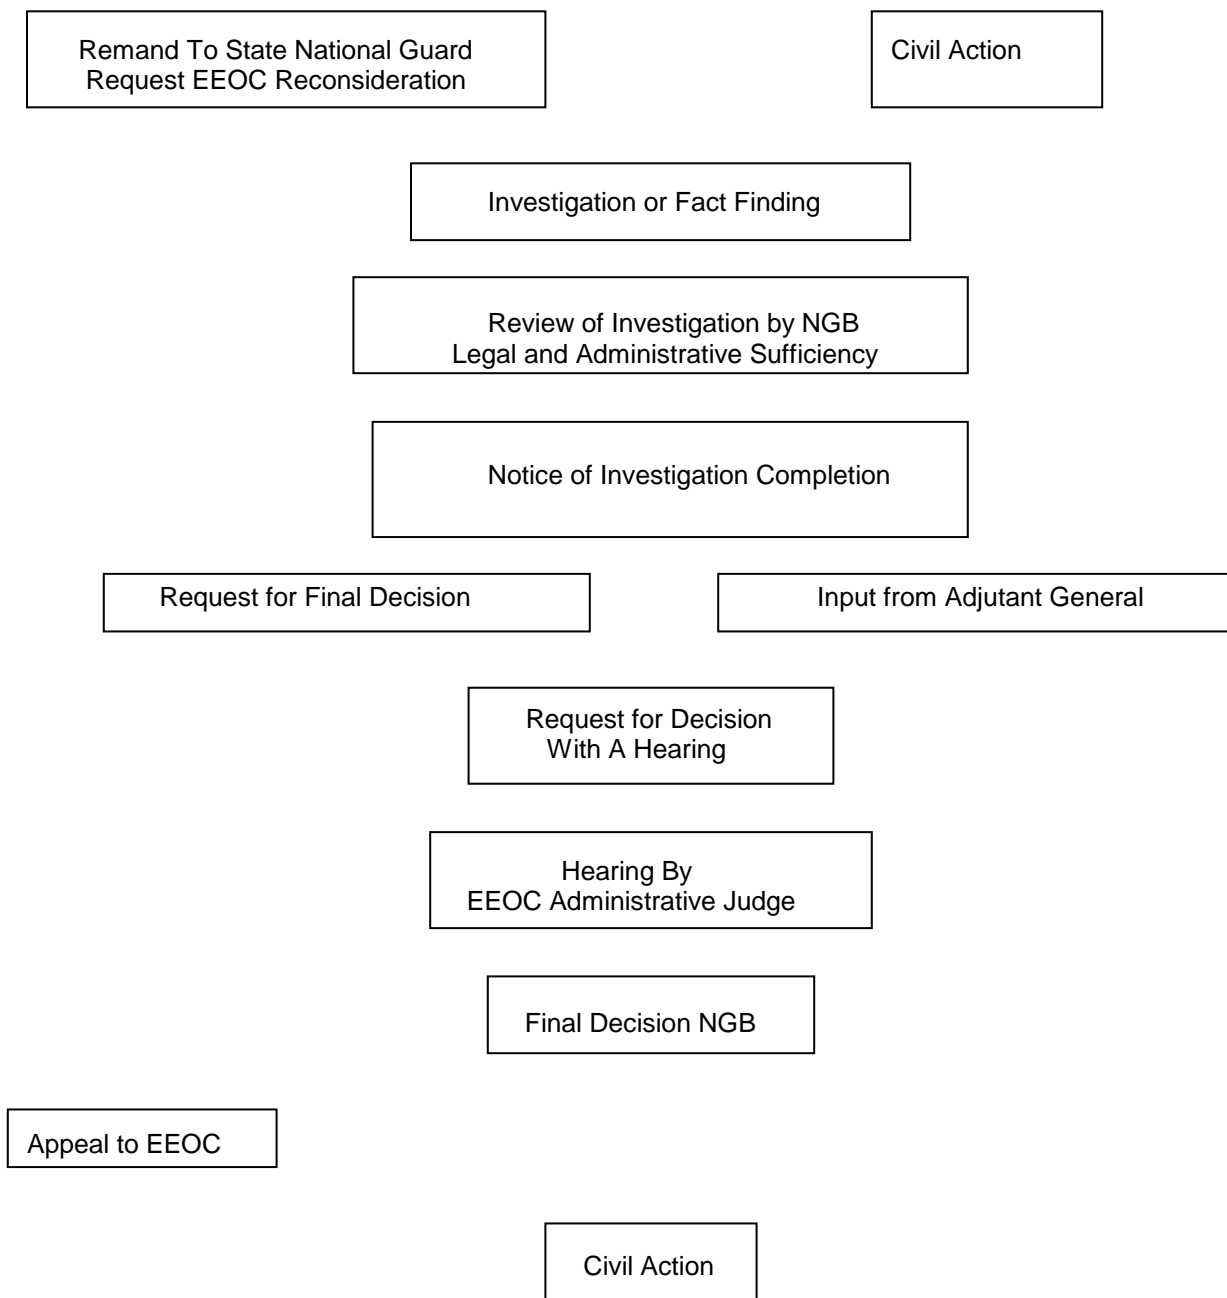 Remand To State National Guard
Request EEOC Reconsideration
Civil Action
Investigation or Fact Finding
Review of Investigation by NGB
Legal and Administrative Sufficiency
Notice of Investigation Completion
Request for Final Decision
Input from Adjutant General
Request for Decision
With A Hearing
Hearing By
EEOC Administrative Judge
Final Decision NGB
Appeal to EEOC
Civil Action